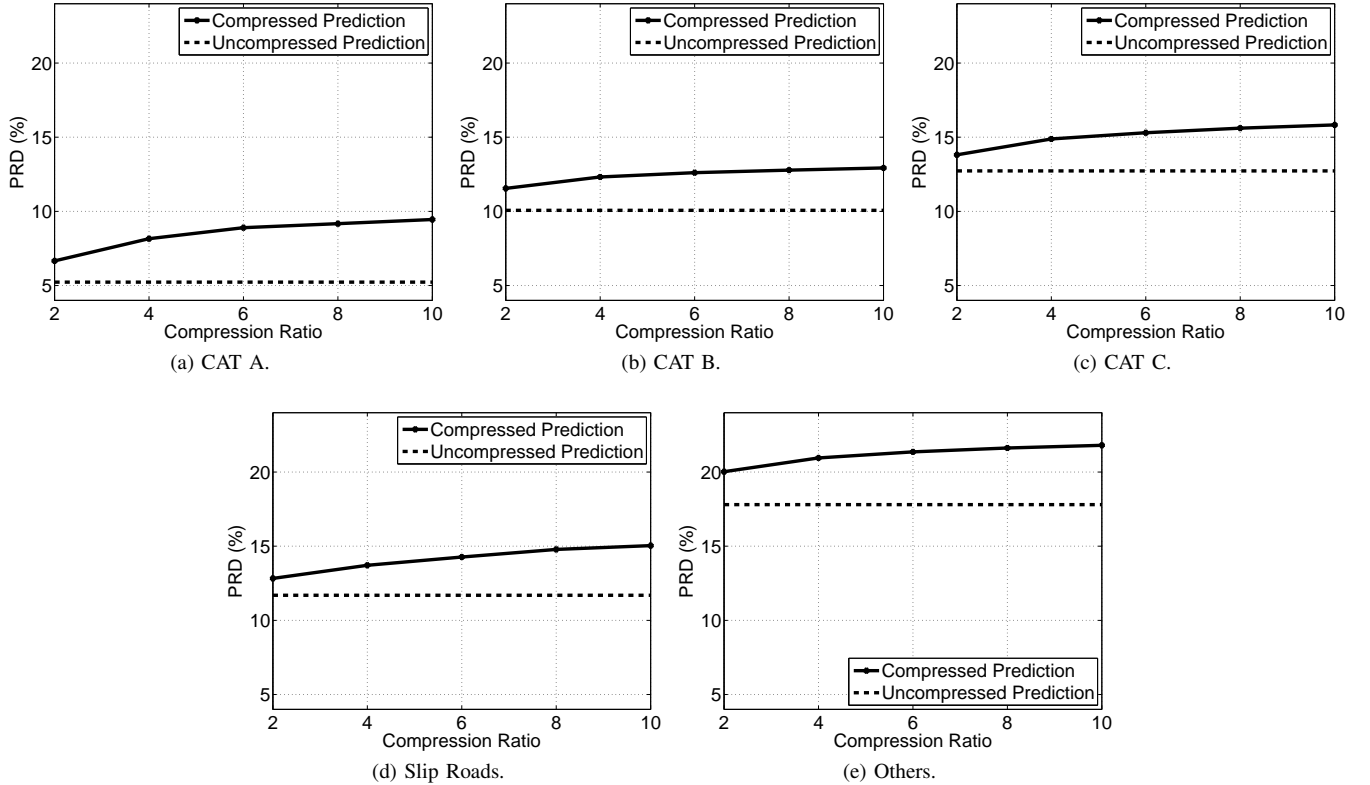 Compressed Prediction
Uncompressed Prediction
PRD (%)
20
15
10
5
2 4 6 8 10
Compression Ratio
(a) CAT A.
Compressed Prediction
Uncompressed Prediction
PRD (%)
20
15
10
5
2 4 6 8 10
Compression Ratio
(b) CAT B.
Compressed Prediction
Uncompressed Prediction
PRD (%)
20
15
10
5
2 4 6 8 10
Compression Ratio
(c) CAT C.
Compressed Prediction
Uncompressed Prediction
PRD (%)
20
15
10
5
2 4 6 8 10
Compression Ratio
(d) Slip Roads.
PRD (%)
20
15
10
5
Compressed Prediction
Uncompressed Prediction
2 4 6 8 10
Compression Ratio
(e) Others.